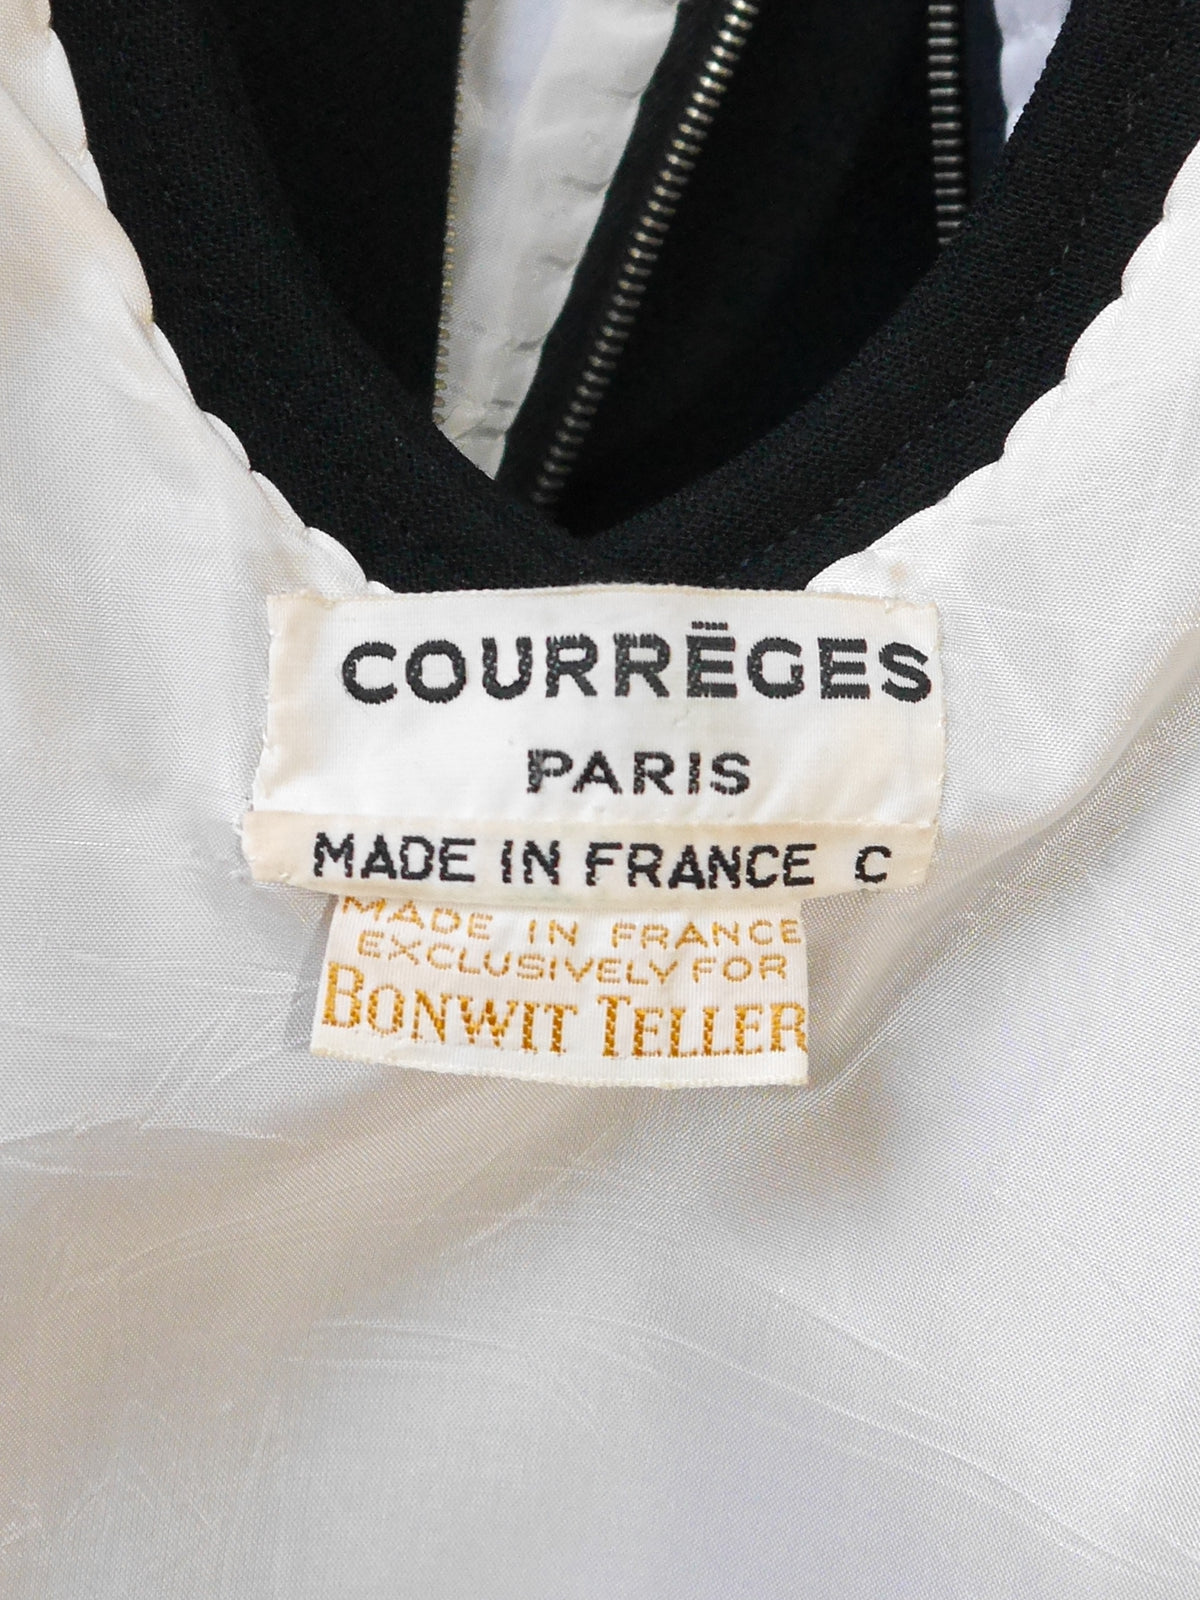 COURRĒGES
PARIS
MADE IN FRANCE C
MADE IN FRANCE
EXCLUSIVELY FOR
BONWIT TELLER